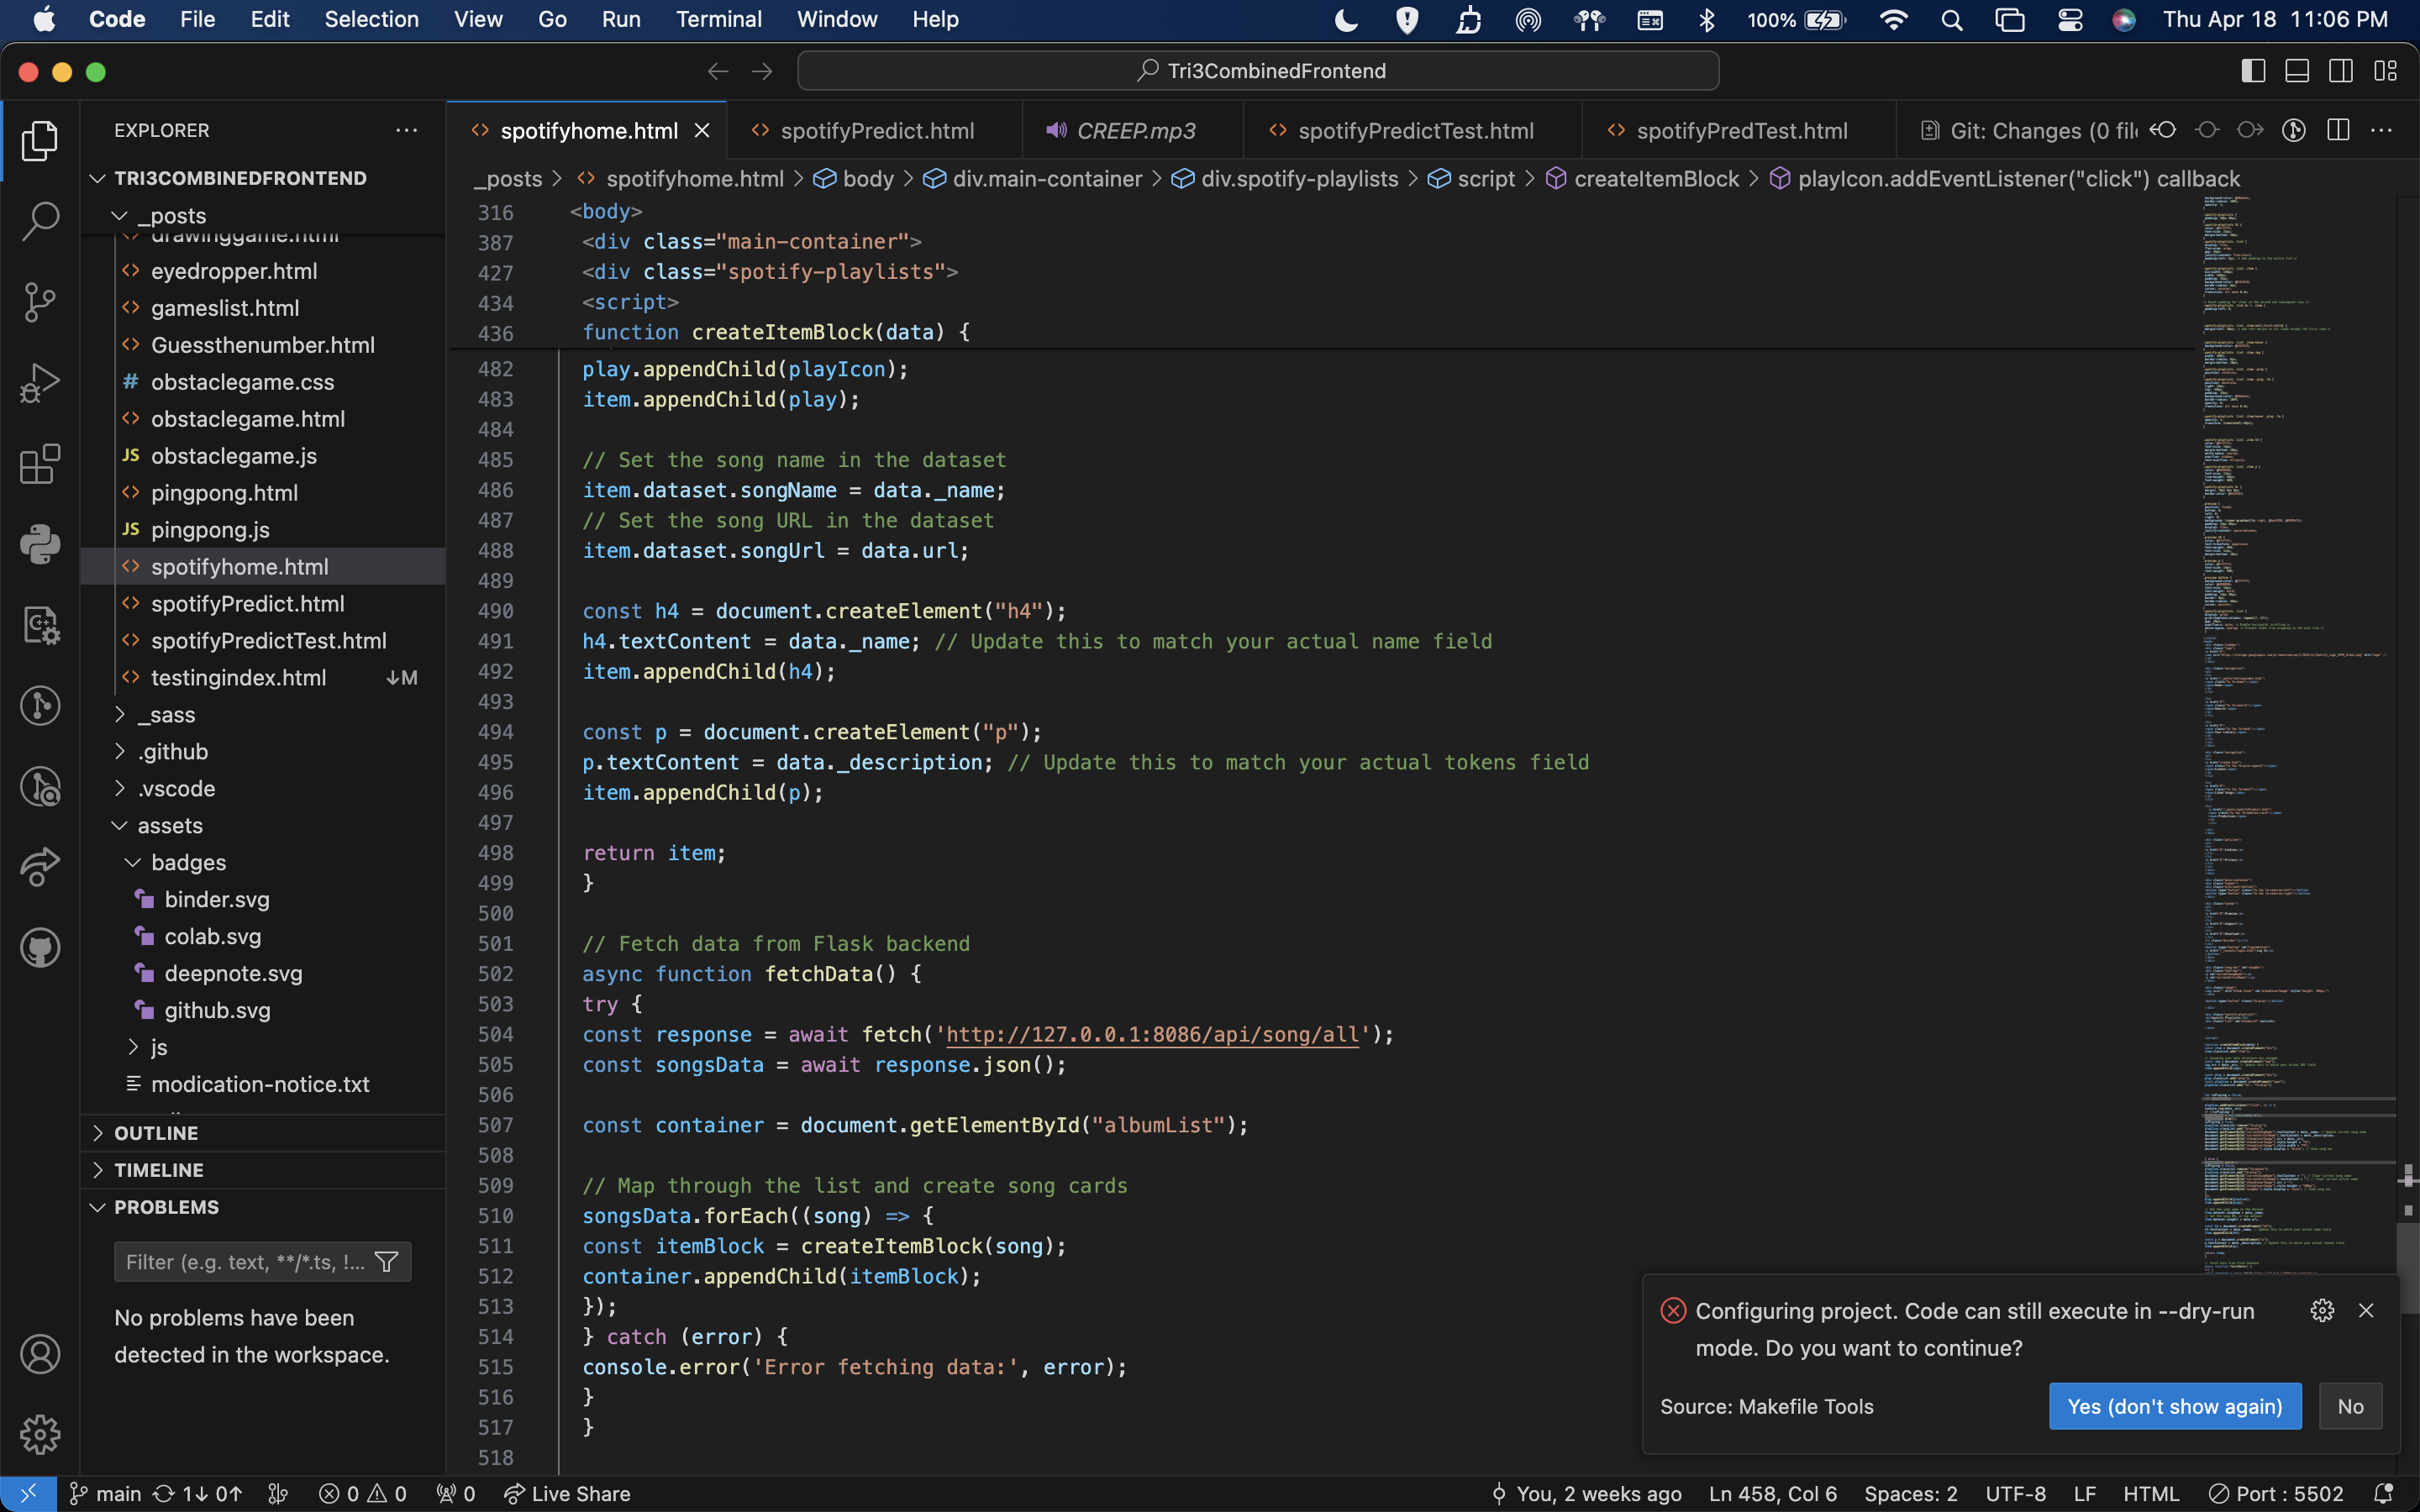 Code File Edit Selection View Go Run Terminal Window Help 100% Thu Apr 18 11:06 PM
Tri3CombinedFrontend
EXPLORER
spotifyhome.html spotifyPredict.html CREEP.mp3 spotifyPredictTest.html spotifyPredTest.html Git: Changes (0 fil
_posts > spotifyhome.html > body > div.main-container > div.spotify-playlists > script > createItemBlock > playIcon.addEventListener("click") callback
TRI3COMBINEDFRONTEND
_posts
drawinggame.html
eyedropper.html
gameslist.html
Guessthenumber.html
obstaclegame.css
obstaclegame.html
JS obstaclegame.js
pingpong.html
JS pingpong.js
spotifyhome.html
spotifyPredict.html
spotifyPredictTest.html
testingindex.html ↓M
_sass
.github
.vscode
assets
badges
binder.svg
colab.svg
deepnote.svg
github.svg
js
modication-notice.txt
OUTLINE
TIMELINE
PROBLEMS
Filter (e.g. text, **/*.ts, !...
No problems have been
detected in the workspace.
316 <body>
387 <div class="main-container">
427 <div class="spotify-playlists">
434 <script>
436 function createItemBlock(data) {
482 play.appendChild(playIcon);
483 item.appendChild(play);
484
485 // Set the song name in the dataset
486 item.dataset.songName = data._name;
487 // Set the song URL in the dataset
488 item.dataset.songUrl = data.url;
489
490 const h4 = document.createElement("h4");
491 h4.textContent = data._name; // Update this to match your actual name field
492 item.appendChild(h4);
493
494 const p = document.createElement("p");
495 p.textContent = data._description; // Update this to match your actual tokens field
496 item.appendChild(p);
497
498 return item;
499 }
500
501 // Fetch data from Flask backend
502 async function fetchData() {
503 try {
504 const response = await fetch('http://127.0.0.1:8086/api/song/all');
505 const songsData = await response.json();
506
507 const container = document.getElementById("albumList");
508
509 // Map through the list and create song cards
510 songsData.forEach((song) => {
511 const itemBlock = createItemBlock(song);
512 container.appendChild(itemBlock);
513 });
514 } catch (error) {
515 console.error('Error fetching data:', error);
516 }
517 }
518
Configuring project. Code can still execute in --dry-run
mode. Do you want to continue?
Source: Makefile Tools Yes (don't show again) No
main 1↓ 0↑ 0 0 0 Live Share You, 2 weeks ago Ln 458, Col 6 Spaces: 2 UTF-8 LF HTML Port : 5502